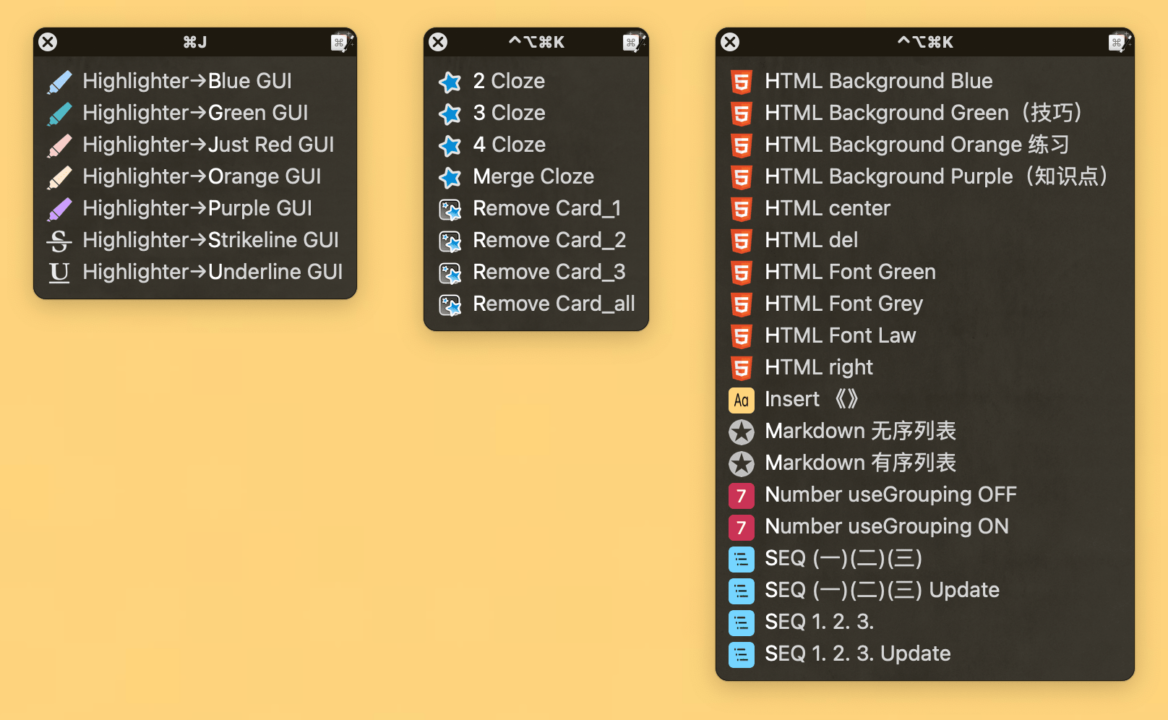 ⌘J
Highlighter→Blue GUI
Highlighter→Green GUI
Highlighter→Just Red GUI
Highlighter→Orange GUI
Highlighter→Purple GUI
Highlighter→Strikeline GUI
Highlighter→Underline GUI
^⌥⌘K
2 Cloze
3 Cloze
4 Cloze
Merge Cloze
Remove Card_1
Remove Card_2
Remove Card_3
Remove Card_all
^⌥⌘K
HTML Background Blue
HTML Background Green（技巧）
HTML Background Orange 练习
HTML Background Purple（知识点）
HTML center
HTML del
HTML Font Green
HTML Font Grey
HTML Font Law
HTML right
Aa Insert 《》
Markdown 无序列表
Markdown 有序列表
7 Number useGrouping OFF
7 Number useGrouping ON
SEQ (一)(二)(三)
SEQ (一)(二)(三) Update
SEQ 1. 2. 3.
SEQ 1. 2. 3. Update